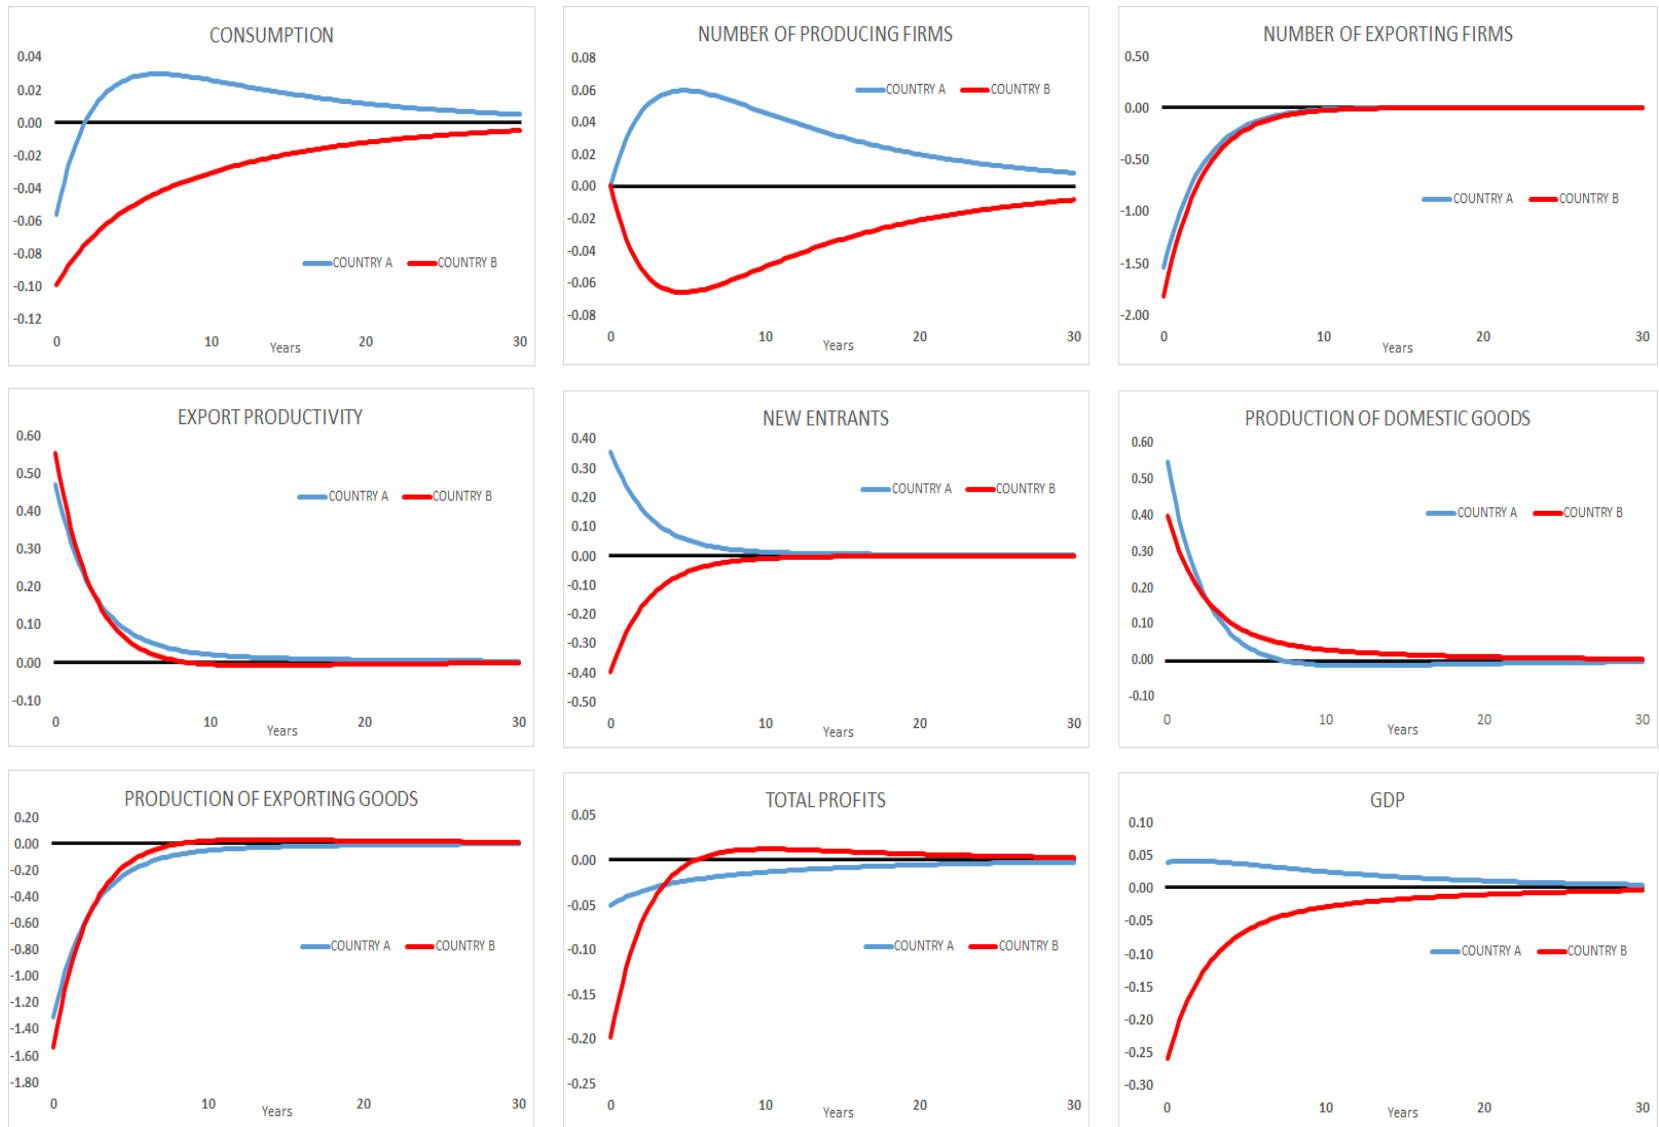 CONSUMPTION
0.04
0.02
0.00
-0.02
-0.04
-0.06
-0.08
-0.10
-0.12
COUNTRY A COUNTRY B
0 10 20 30
Years
NUMBER OF PRODUCING FIRMS
0.08
0.06
0.04
0.02
0.00
-0.02
-0.04
-0.06
-0.08
COUNTRY A COUNTRY B
0 10 20 30
Years
NUMBER OF EXPORTING FIRMS
0.50
0.00
-0.50
-1.00
-1.50
-2.00
COUNTRY A COUNTRY B
0 10 20 30
Years
EXPORT PRODUCTIVITY
0.60
0.50
0.40
0.30
0.20
0.10
0.00
-0.10
COUNTRY A COUNTRY B
0 10 20 30
Years
NEW ENTRANTS
0.40
0.30
0.20
0.10
0.00
-0.10
-0.20
-0.30
-0.40
-0.50
COUNTRY A COUNTRY B
0 10 20 30
Years
PRODUCTION OF DOMESTIC GOODS
0.60
0.50
0.40
0.30
0.20
0.10
0.00
-0.10
COUNTRY A COUNTRY B
0 10 20 30
Years
PRODUCTION OF EXPORTING GOODS
0.20
0.00
-0.20
-0.40
-0.60
-0.80
-1.00
-1.20
-1.40
-1.60
-1.80
COUNTRY A COUNTRY B
0 10 20 30
Years
TOTAL PROFITS
0.05
0.00
-0.05
-0.10
-0.15
-0.20
-0.25
COUNTRY A COUNTRY B
0 10 20 30
Years
GDP
0.10
0.05
0.00
-0.05
-0.10
-0.15
-0.20
-0.25
-0.30
COUNTRY A COUNTRY B
0 10 20 30
Years